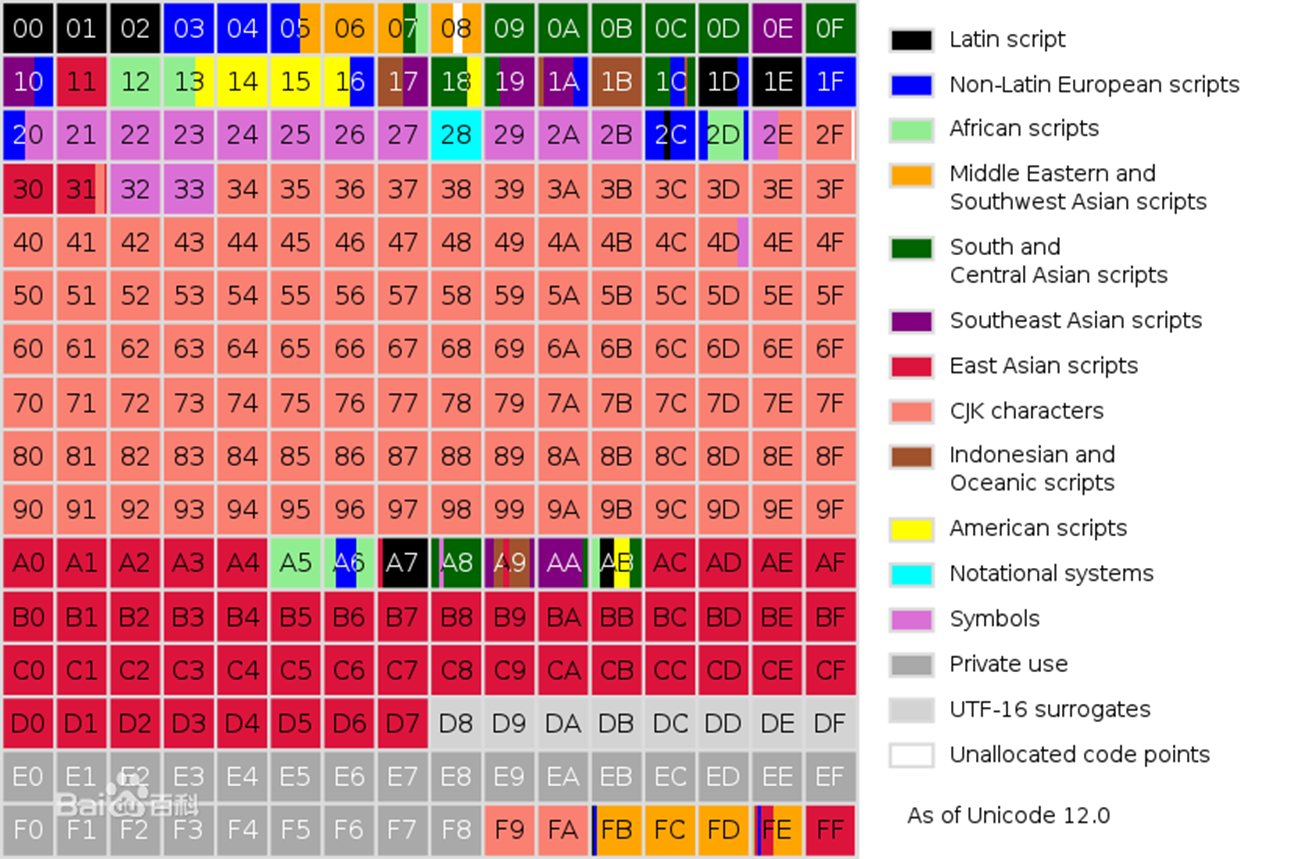 00 01 02 03 04 05 06 07 08 09 0A 0B 0C 0D 0E 0F
10 11 12 13 14 15 16 17 18 19 1A 1B 1C 1D 1E 1F
20 21 22 23 24 25 26 27 28 29 2A 2B 2C 2D 2E 2F
30 31 32 33 34 35 36 37 38 39 3A 3B 3C 3D 3E 3F
40 41 42 43 44 45 46 47 48 49 4A 4B 4C 4D 4E 4F
50 51 52 53 54 55 56 57 58 59 5A 5B 5C 5D 5E 5F
60 61 62 63 64 65 66 67 68 69 6A 6B 6C 6D 6E 6F
70 71 72 73 74 75 76 77 78 79 7A 7B 7C 7D 7E 7F
80 81 82 83 84 85 86 87 88 89 8A 8B 8C 8D 8E 8F
90 91 92 93 94 95 96 97 98 99 9A 9B 9C 9D 9E 9F
A0 A1 A2 A3 A4 A5 A6 A7 A8 A9 AA AB AC AD AE AF
B0 B1 B2 B3 B4 B5 B6 B7 B8 B9 BA BB BC BD BE BF
C0 C1 C2 C3 C4 C5 C6 C7 C8 C9 CA CB CC CD CE CF
D0 D1 D2 D3 D4 D5 D6 D7 D8 D9 DA DB DC DD DE DF
E0 E1 E2 E3 E4 E5 E6 E7 E8 E9 EA EB EC ED EE EF
Bai百科
F0 F1 F2 F3 F4 F5 F6 F7 F8 F9 FA FB FC FD FE FF
Latin script
Non-Latin European scripts
African scripts
Middle Eastern and
Southwest Asian scripts
South and
Central Asian scripts
Southeast Asian scripts
East Asian scripts
CJK characters
Indonesian and
Oceanic scripts
American scripts
Notational systems
Symbols
Private use
UTF-16 surrogates
Unallocated code points
As of Unicode 12.0